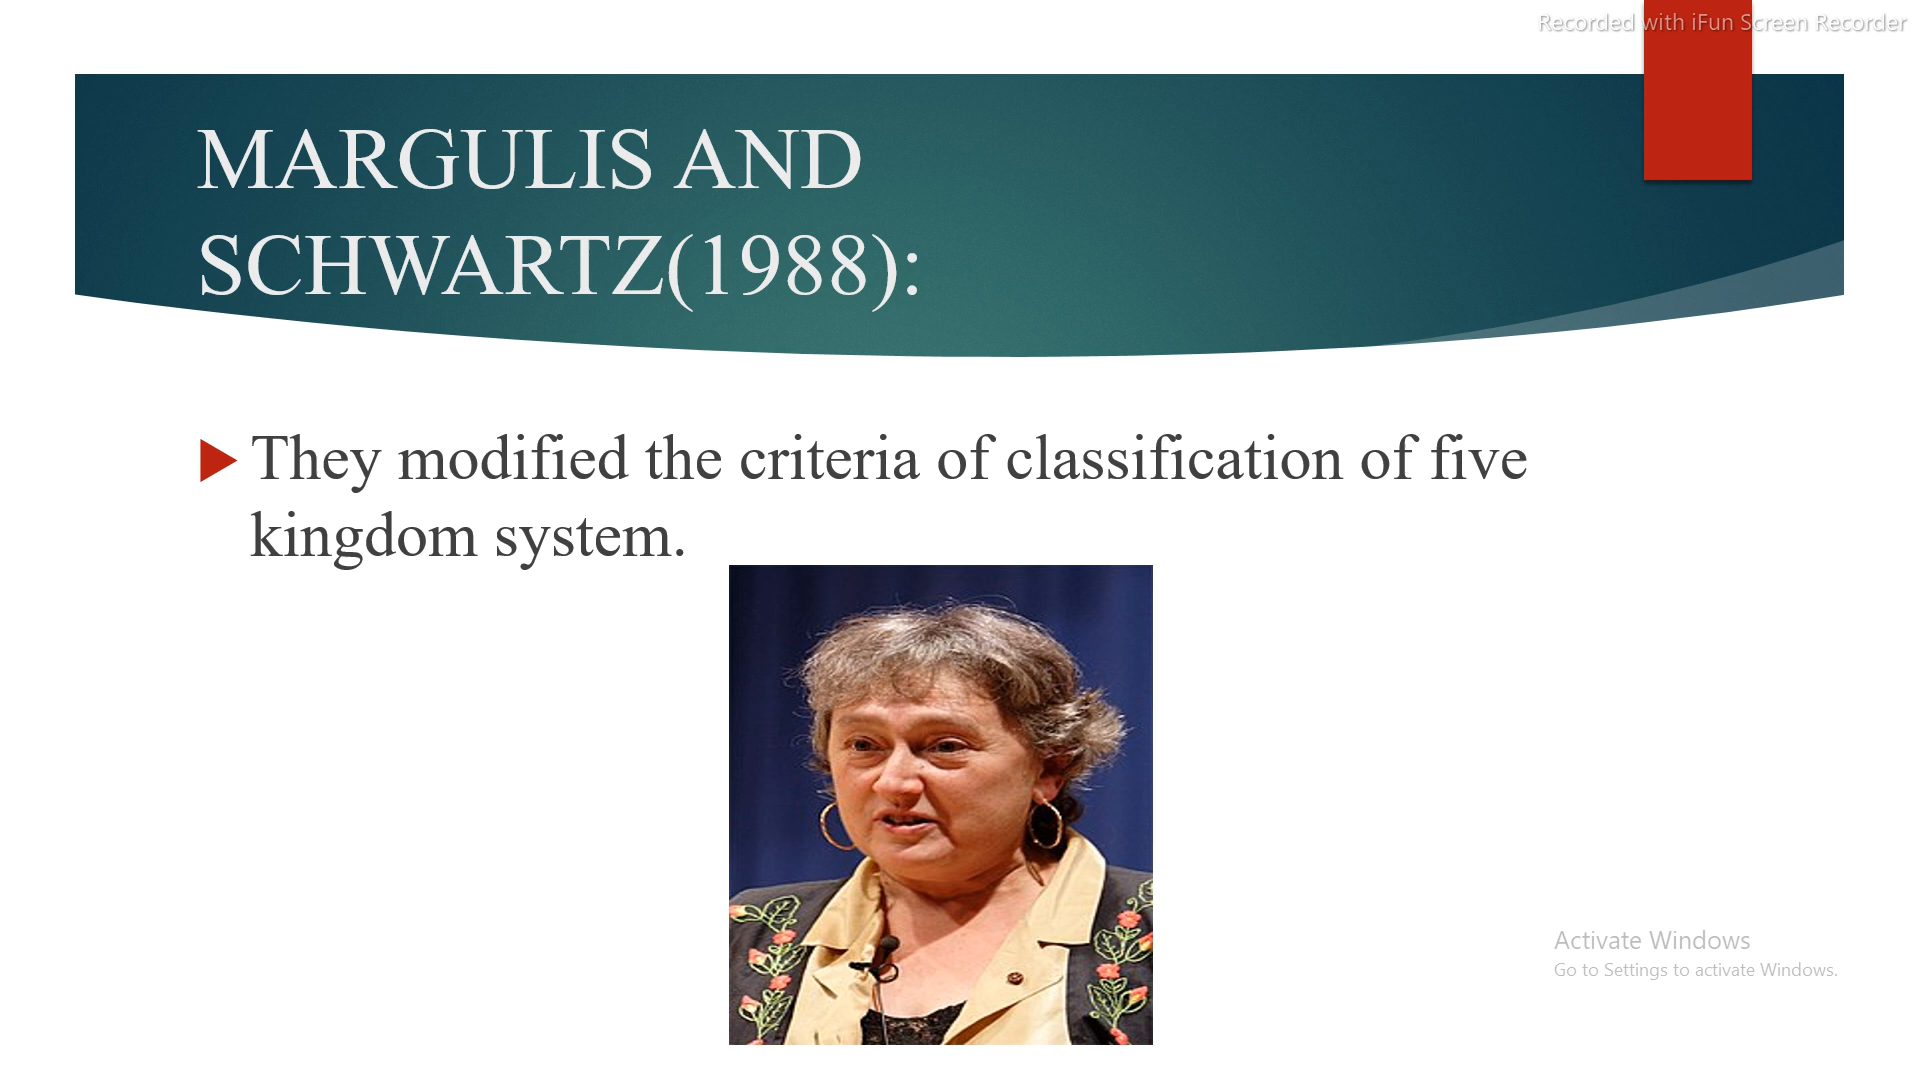 Recorded with iFun Screen Recorder
MARGULIS AND
SCHWARTZ(1988):
They modified the criteria of classification of five
kingdom system.
Activate Windows
Go to Settings to activate Windows.